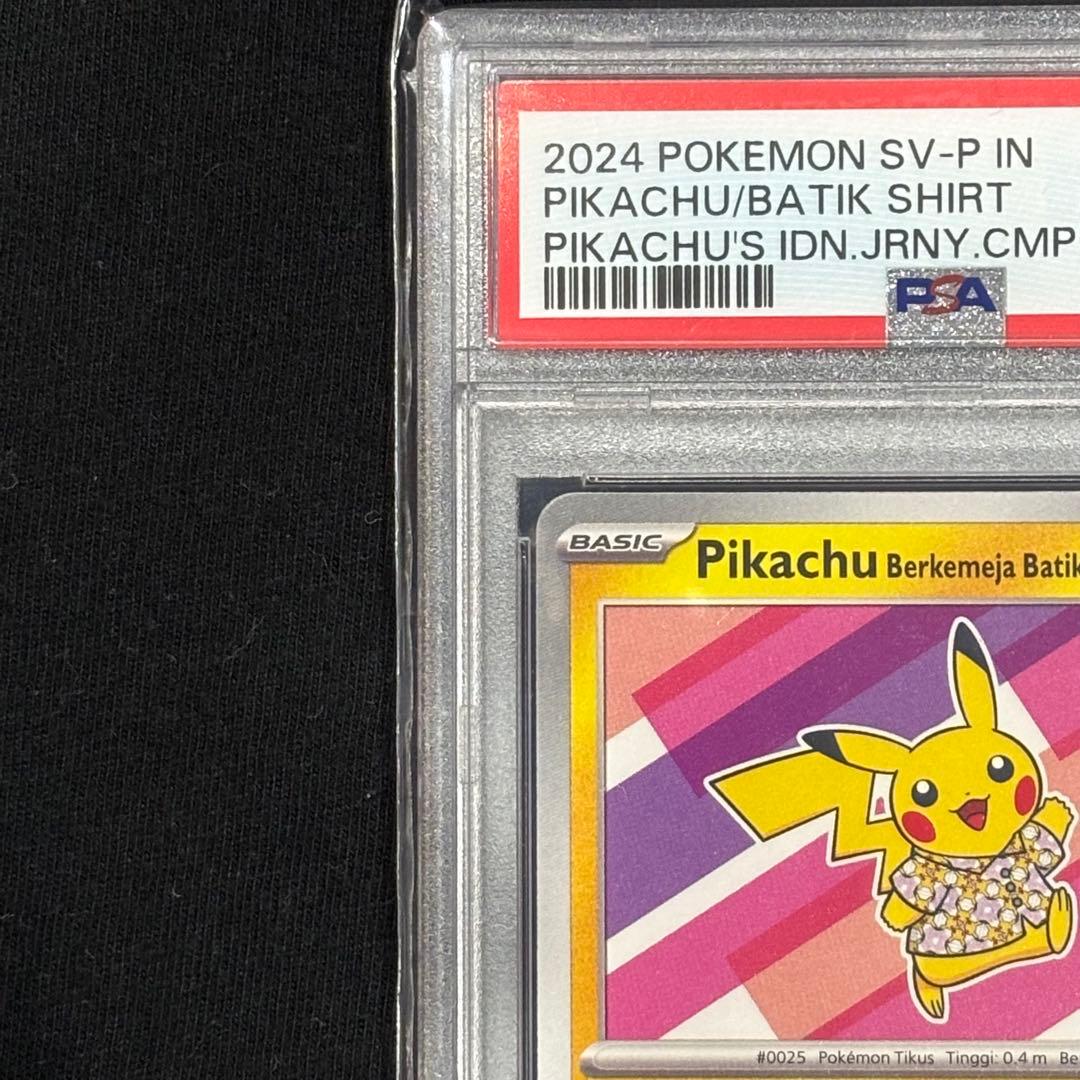 2024 POKEMON SV-P IN
PIKACHU/BATIK SHIRT
PIKACHU'S IDN.JRNY.CMP
PSA
BASIC Pikachu Berkemeja Batik
#0025 Pokémon Tikus Tinggi: 0.4 m Be